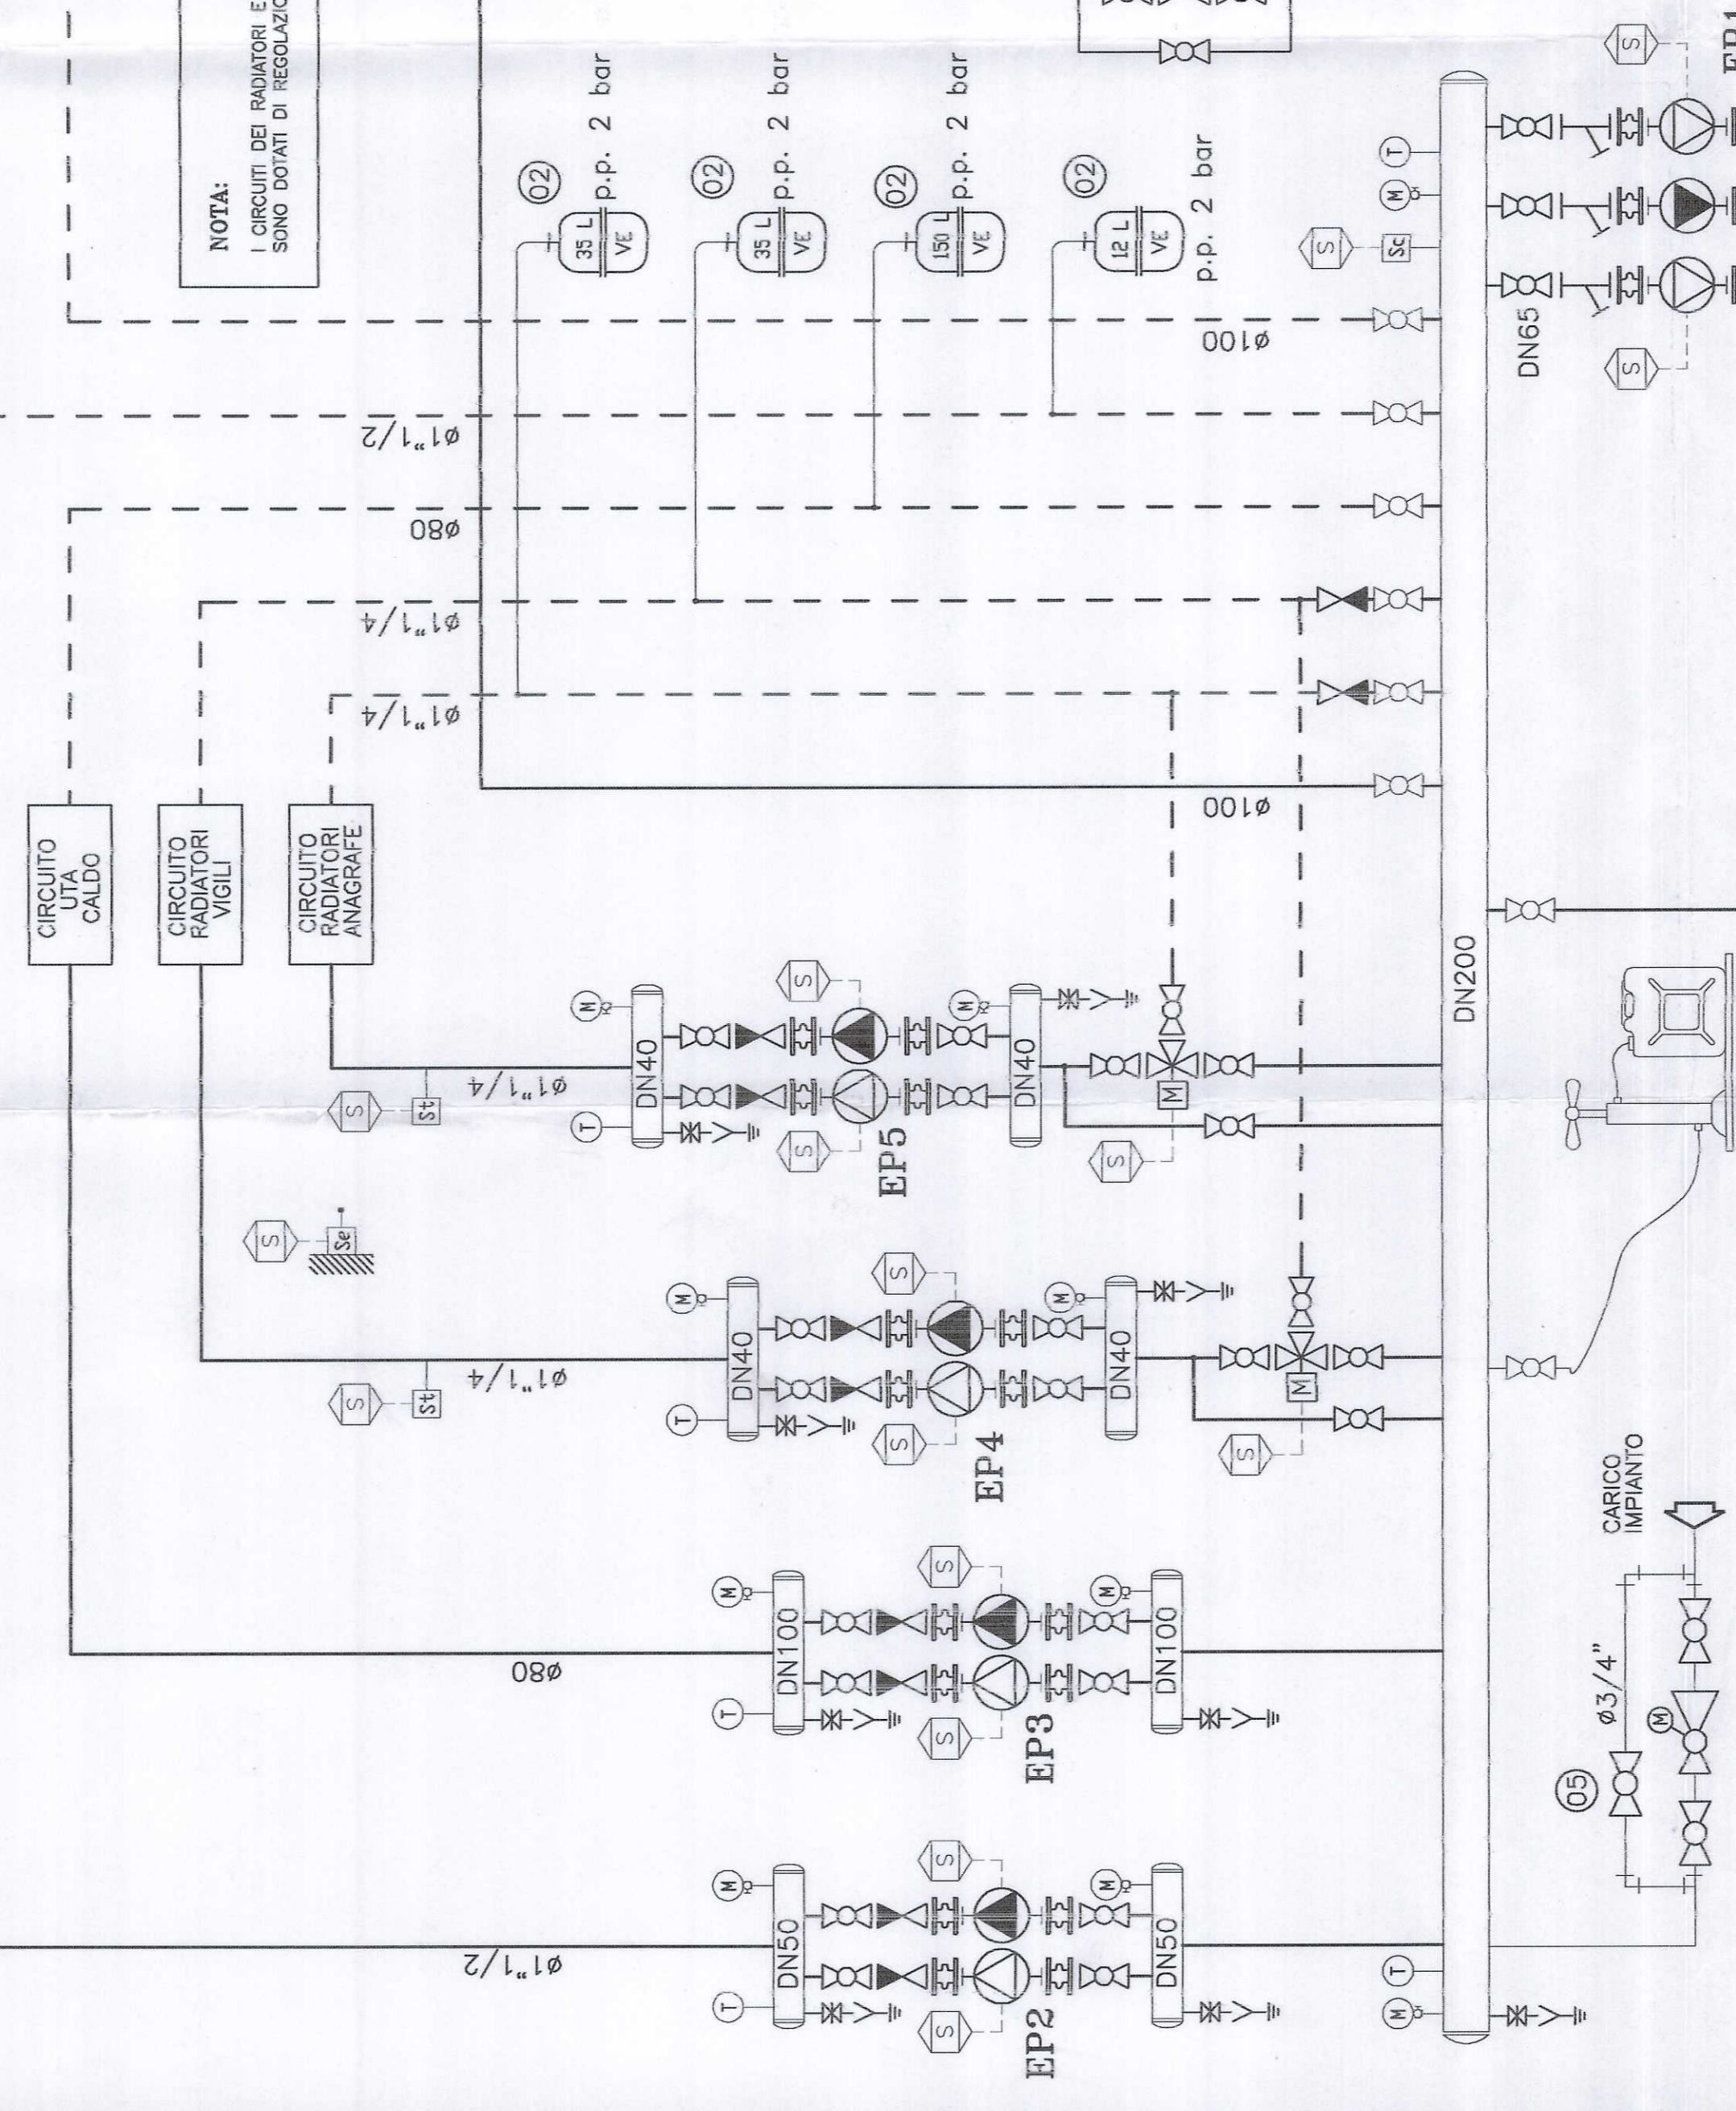 NOTA:
I CIRCUITI DEI RADIATORI E
SONO DOTATI DI
02
35 L
VE
p.p. 2 bar
02
35 L
VE
p.p. 2 bar
02
150 L
VE
p.p. 2 bar
02
12 L
VE
p.p. 2 bar
ø1"1/2
ø80
ø1"1/4
ø1"1/4
ø100
ø100
CIRCUITO
UTA
CALDO
CIRCUITO
RADIATORI
VIGILI
CIRCUITO
RADIATORI
ANAGRAFE
S
Sc
M
T
S
S
DN65
EP1
DN200
S
St
ø1"1/4
M
T
DN40
S
S
EP5
M
DN40
M
S
S
Se
S
St
ø1"1/4
M
T
DN40
S
S
EP4
M
DN40
M
S
ø80
M
T
DN100
S
S
EP3
M
DN100
ø1"1/2
M
T
DN50
S
S
EP2
M
DN50
T
M
CARICO
IMPIANTO
ø3/4"
M
05